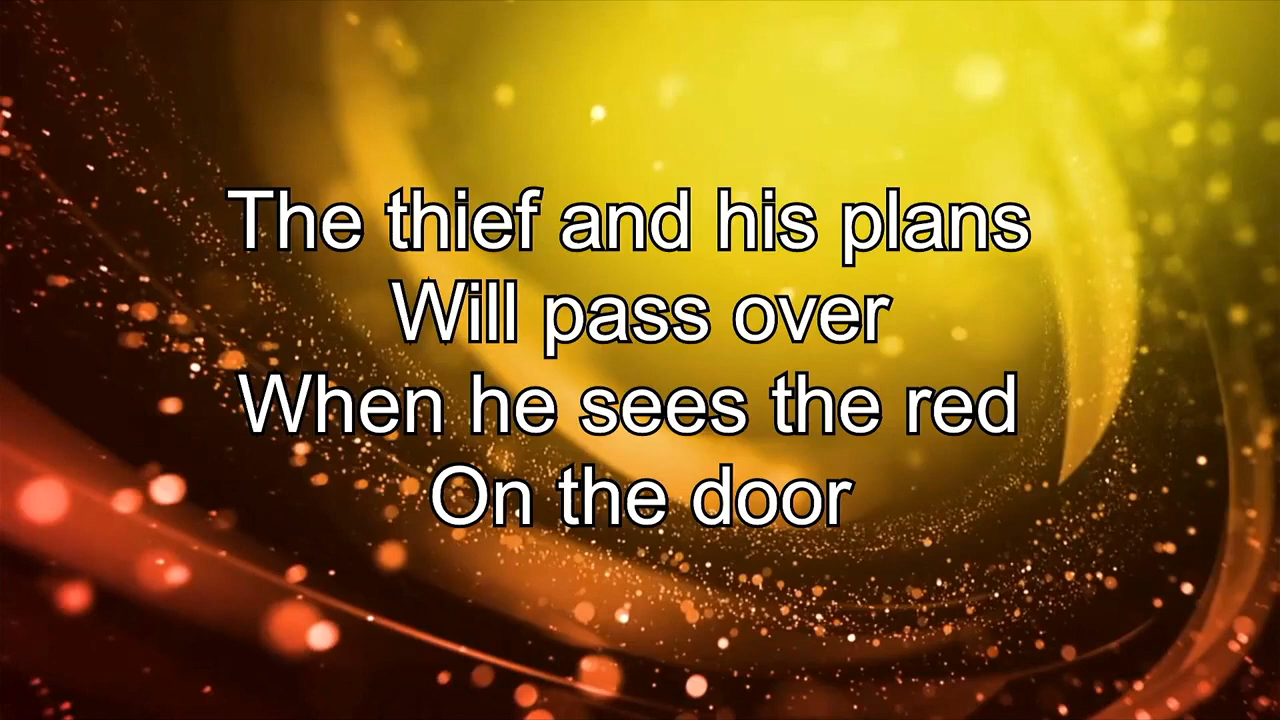 The thief and his plans
Will pass over
When he sees the red
On the door